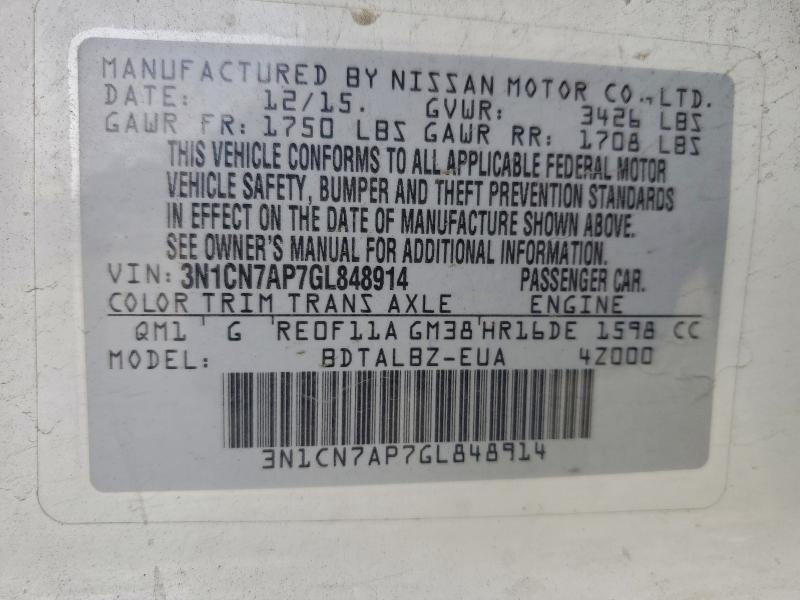 MANUFACTURED BY NISSAN MOTOR CO., LTD.
DATE: 12/15. GVWR: 3426 LBS
GAWR FR: 1750 LBS GAWR RR: 1708 LBS
THIS VEHICLE CONFORMS TO ALL APPLICABLE FEDERAL MOTOR
VEHICLE SAFETY, BUMPER AND THEFT PREVENTION STANDARDS
IN EFFECT ON THE DATE OF MANUFACTURE SHOWN ABOVE.
SEE OWNER'S MANUAL FOR ADDITIONAL INFORMATION.
VIN: 3N1CN7AP7GL848914 PASSENGER CAR.
COLOR TRIM TRANS AXLE ENGINE
QM1 G RE0F11A GM38 HR16DE 1598 CC
MODEL: BDTALBZ-EUA 4Z000
3N1CN7AP7GL848914